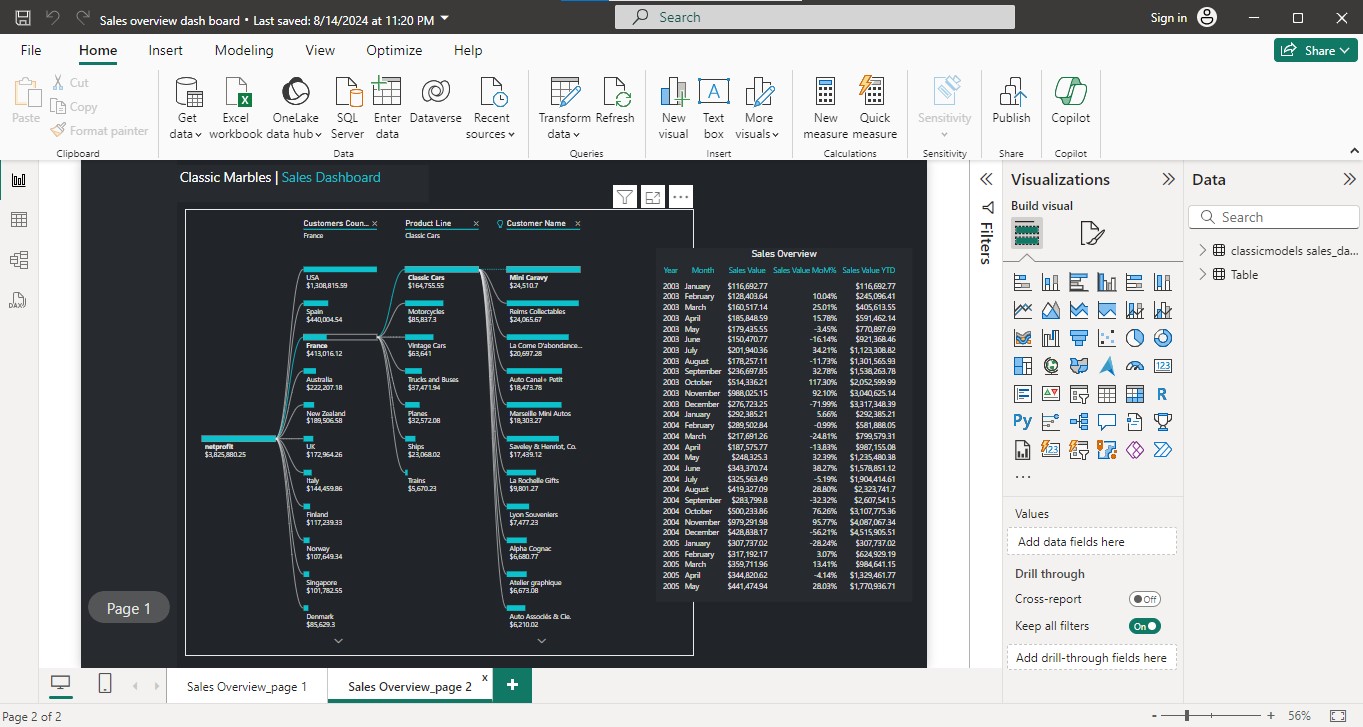 Sales overview dash board • Last saved: 8/14/2024 at 11:20 PM
Search
Sign in
File Home Insert Modeling View Optimize Help
Share
Paste
Cut
Copy
Format painter
Clipboard
Get data
Excel workbook
OneLake data hub
SQL Server
Enter data
Dataverse
Recent sources
Data
Transform data
Refresh
Queries
New visual
Text box
A
More visuals
Insert
New measure
Quick measure
Calculations
Sensitivity
Sensitivity
Publish
Share
Copilot
Copilot
Classic Marbles | Sales Dashboard
Customers Coun...
France
Product Line
Classic Cars
Customer Name
netprofit
$3,825,880.25
USA
$1,308,815.59
Spain
$440,004.54
France
$413,016.12
Australia
$222,207.18
New Zealand
$189,506.58
UK
$172,964.26
Italy
$144,459.86
Finland
$117,239.33
Norway
$107,649.34
Singapore
$101,782.55
Denmark
$85,629.3
Classic Cars
$164,755.55
Motorcycles
$85,837.3
Vintage Cars
$63,641
Trucks and Buses
$37,471.94
Planes
$32,572.08
Ships
$23,068.02
Trains
$5,670.23
Mini Caravy
$24,510.7
Reims Collectables
$24,065.67
La Corne D'abondance...
$20,697.28
Auto Canal+ Petit
$18,473.78
Marseille Mini Autos
$18,303.27
Saveley & Henriot, Co.
$17,439.12
La Rochelle Gifts
$9,801.27
Lyon Souveniers
$7,477.23
Alpha Cognac
$6,680.77
Atelier graphique
$6,673.08
Auto Associés & Cie.
$6,210.02
Sales Overview
Year Month Sales Value Sales Value MoM% Sales Value YTD
2003 January $116,692.77 $116,692.77
2003 February $128,403.64 10.04% $245,096.41
2003 March $160,517.14 25.01% $405,613.55
2003 April $185,848.59 15.78% $591,462.14
2003 May $179,435.55 -3.45% $770,897.69
2003 June $150,470.77 -16.14% $921,368.46
2003 July $201,940.36 34.21% $1,123,308.82
2003 August $178,257.11 -11.73% $1,301,565.93
2003 September $236,697.85 32.78% $1,538,263.78
2003 October $514,336.21 117.30% $2,052,599.99
2003 November $988,025.15 92.10% $3,040,625.14
2003 December $276,723.25 -71.99% $3,317,348.39
2004 January $292,385.21 5.66% $292,385.21
2004 February $289,502.84 -0.99% $581,888.05
2004 March $217,691.26 -24.81% $799,579.31
2004 April $187,575.77 -13.83% $987,155.08
2004 May $248,325.3 32.39% $1,235,480.38
2004 June $343,370.74 38.27% $1,578,851.12
2004 July $325,563.49 -5.19% $1,904,414.61
2004 August $419,327.09 28.80% $2,323,741.7
2004 September $283,799.8 -32.32% $2,607,541.5
2004 October $500,233.86 76.26% $3,107,775.36
2004 November $979,291.98 95.77% $4,087,067.34
2004 December $428,838.17 -56.21% $4,515,905.51
2005 January $307,737.02 -28.24% $307,737.02
2005 February $317,192.17 3.07% $624,929.19
2005 March $359,711.96 13.41% $984,641.15
2005 April $344,820.62 -4.14% $1,329,461.77
2005 May $441,474.94 28.03% $1,770,936.71
Page 1
Filters
Visualizations
Build visual
123
R
Py
123
Values
Add data fields here
Drill through
Cross-report
Off
Keep all filters
On
Add drill-through fields here
Data
Search
classicmodels sales_da...
Table
Sales Overview_page 1
Sales Overview_page 2
x
+
Page 2 of 2
- + 56%